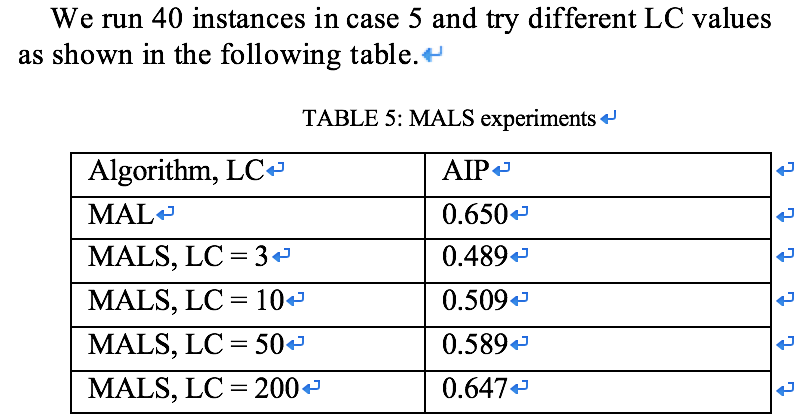 We run 40 instances in case 5 and try different LC values
as shown in the following table.
TABLE 5: MALS experiments
Algorithm, LC AIP
MAL 0.650
MALS, LC = 3 0.489
MALS, LC = 10 0.509
MALS, LC = 50 0.589
MALS, LC = 200 0.647